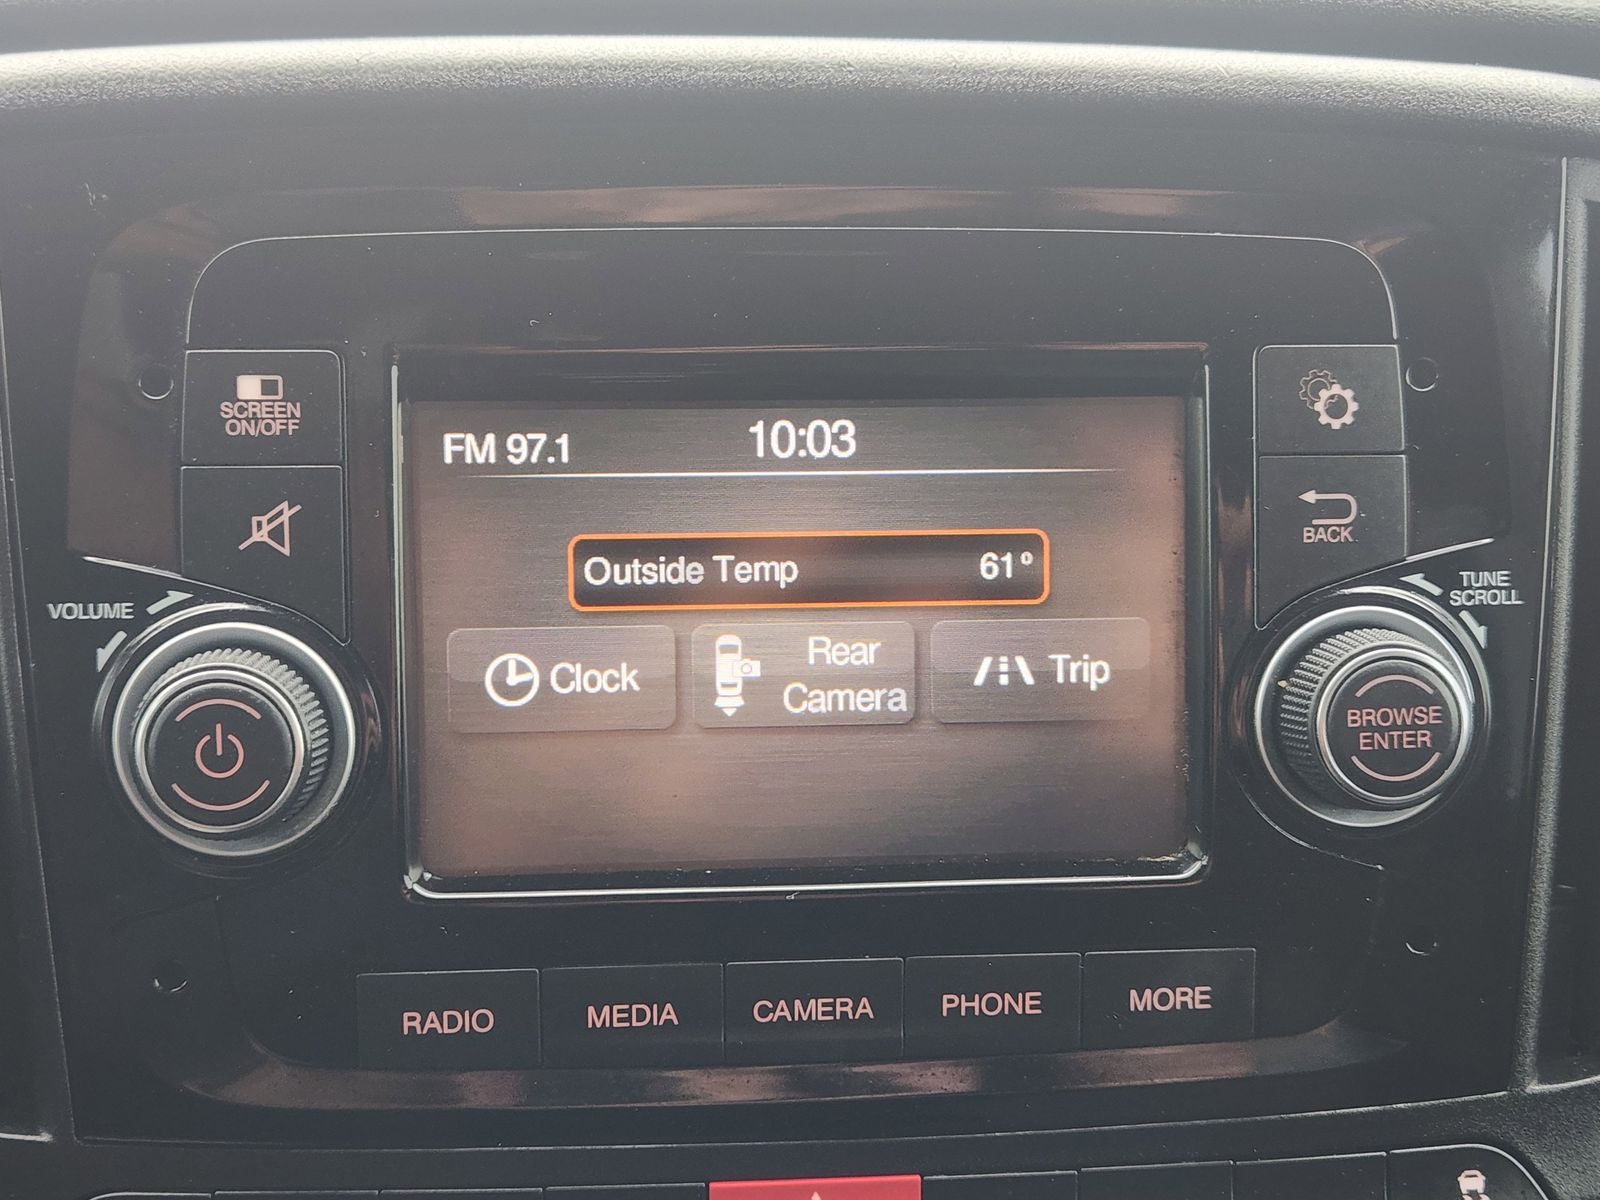 SCREEN
ON/OFF
FM 97.1
10:03
BACK
VOLUME
TUNE
SCROLL
Outside Temp 61°
Clock
Rear
Camera
Trip
BROWSE
ENTER
RADIO
MEDIA
CAMERA
PHONE
MORE